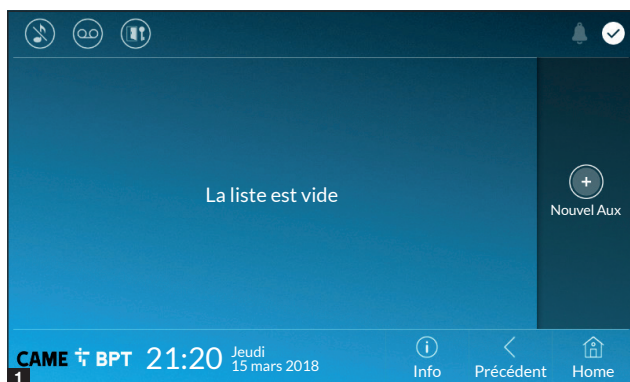 La liste est vide
Nouvel Aux
CAME BPT 21:20 Jeudi
15 mars 2018
Info
Précédent
Home
1